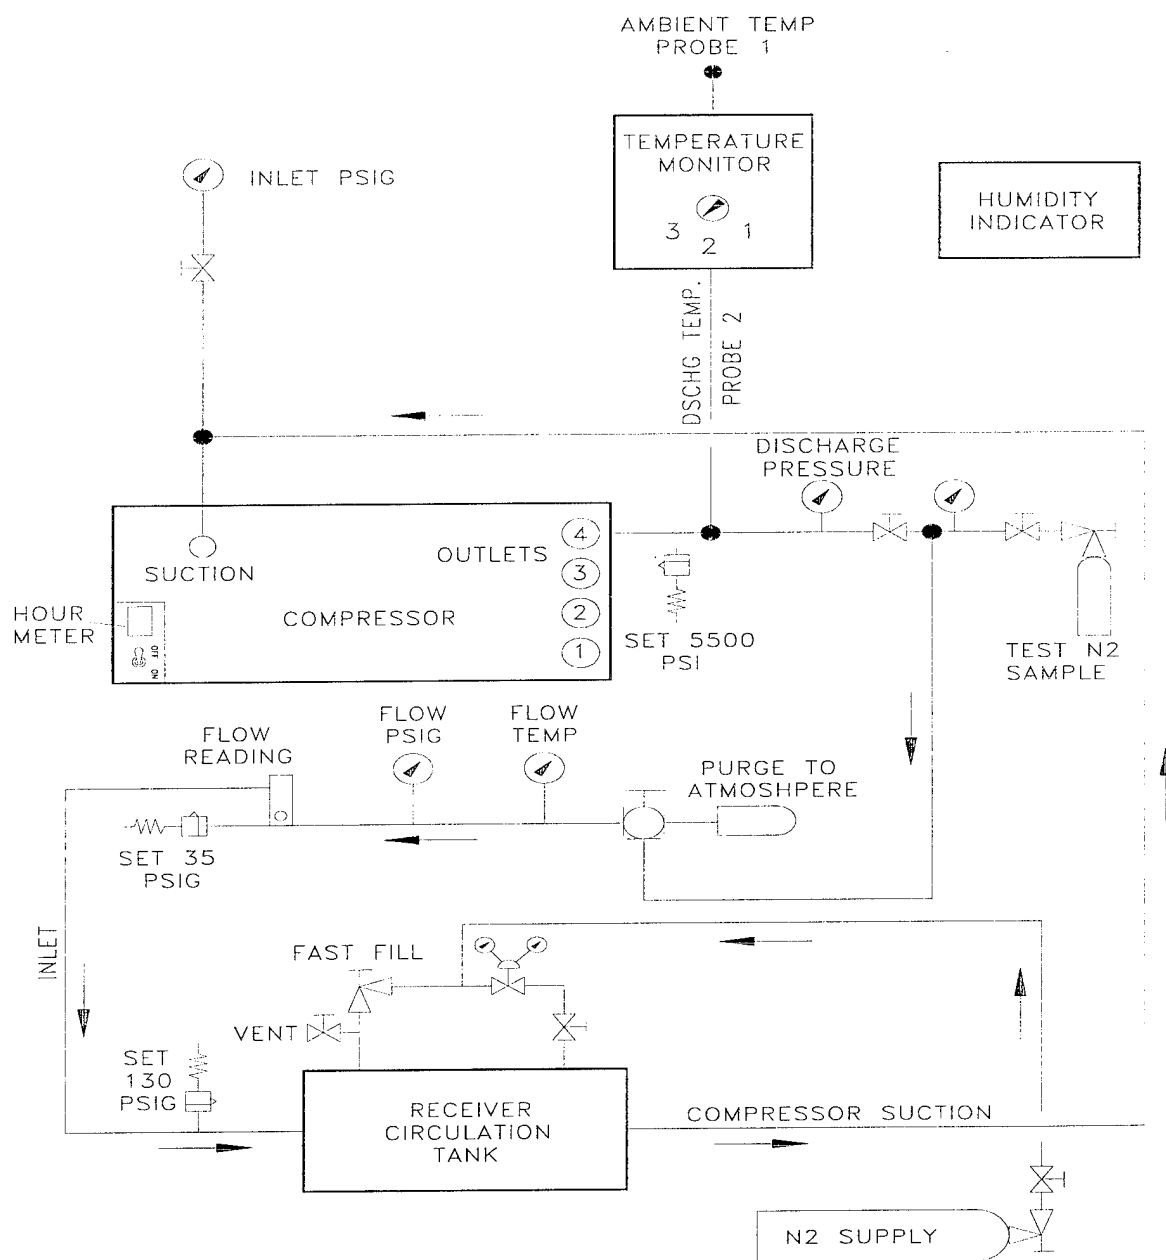 AMBIENT TEMP
PROBE 1
TEMPERATURE
MONITOR
3 2 1
INLET PSIG
HUMIDITY
INDICATOR
DSCHG TEMP.
PROBE 2
DISCHARGE
PRESSURE
SUCTION
OUTLETS
4
3
2
1
COMPRESSOR
HOUR
METER
OFF
ON
SET 5500
PSI
TEST N2
SAMPLE
FLOW
READING
FLOW
PSIG
FLOW
TEMP
PURGE TO
ATMOSHPERE
SET 35
PSIG
INLET
FAST FILL
VENT
SET
130
PSIG
RECEIVER
CIRCULATION
TANK
COMPRESSOR SUCTION
N2 SUPPLY